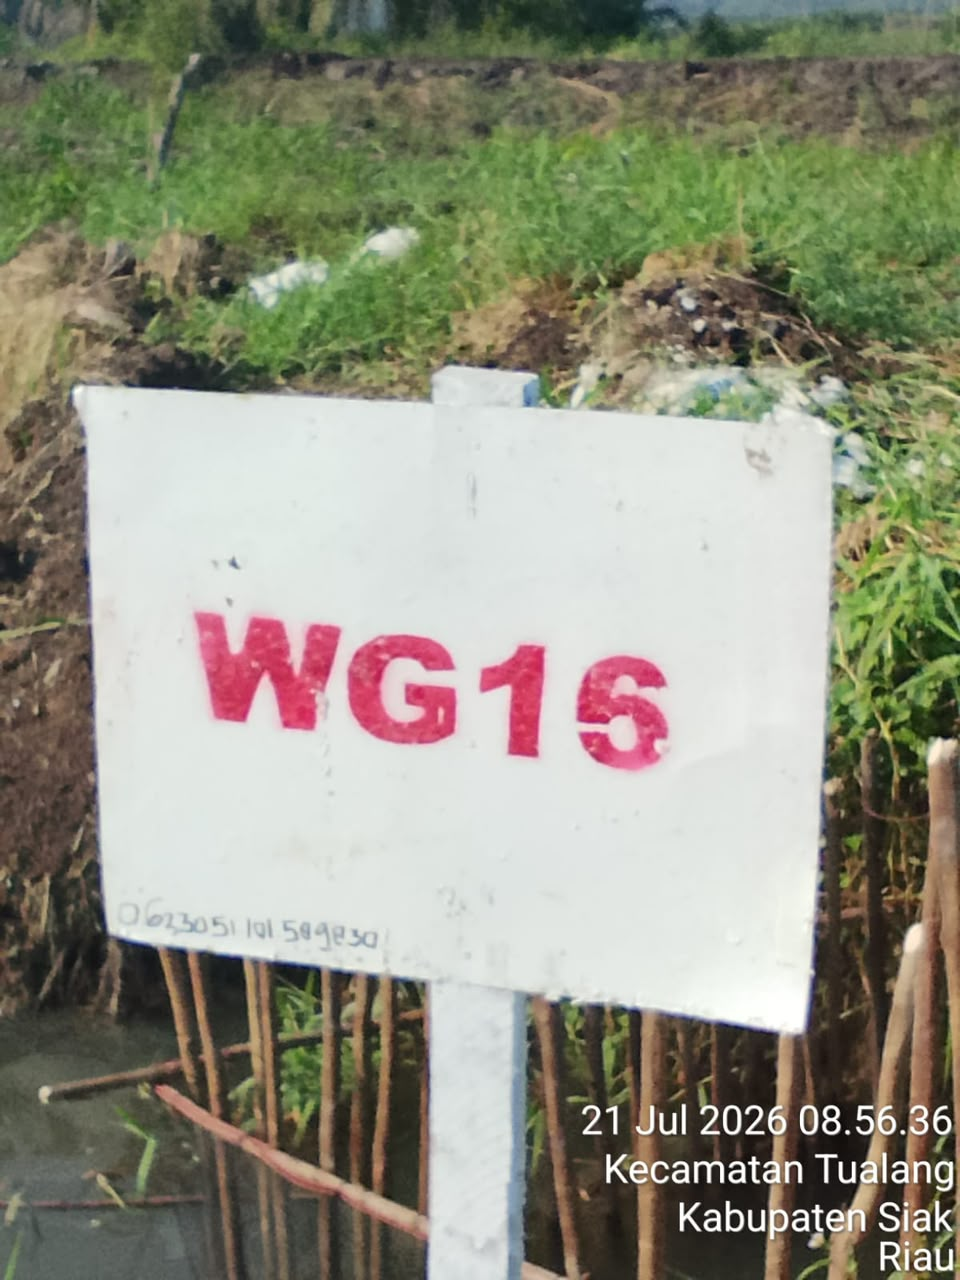 WG16
21 Jul 2026 08.56.36
Kecamatan Tualang
Kabupaten Siak
Riau